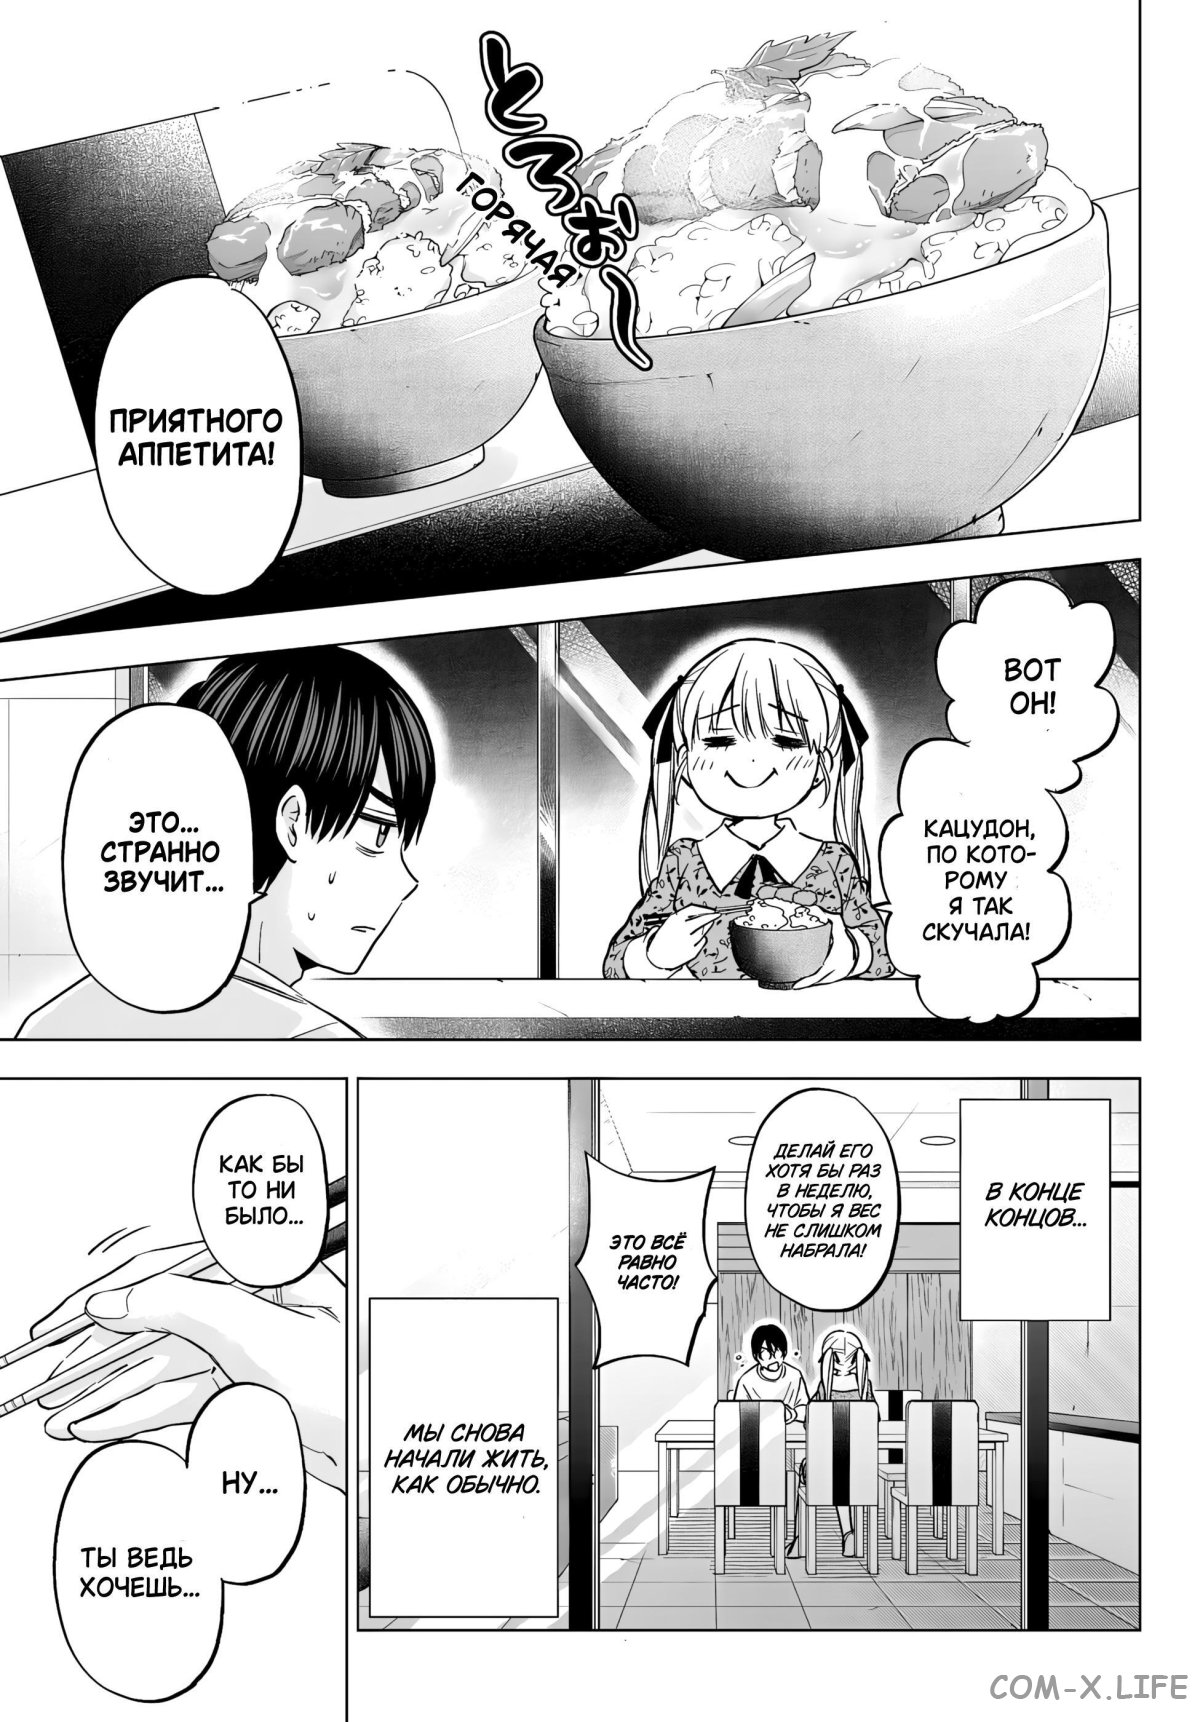 とろぉ〜
ГОРЯЧАЯ
ПРИЯТНОГО
АППЕТИТА!
ВОТ
ОН!
КАЦУДОН,
ПО КОТО-
РОМУ
Я ТАК
СКУЧАЛА!
ЭТО...
СТРАННО
ЗВУЧИТ...
В КОНЦЕ
КОНЦОВ...
ДЕЛАЙ ЕГО
ХОТЯ БЫ РАЗ
В НЕДЕЛЮ,
ЧТОБЫ Я ВЕС
НЕ СЛИШКОМ
НАБРАЛА!
ЭТО ВСЁ
РАВНО
ЧАСТО!
МЫ СНОВА
НАЧАЛИ ЖИТЬ,
КАК ОБЫЧНО.
КАК БЫ
ТО НИ
БЫЛО...
НУ...
ТЫ ВЕДЬ
ХОЧЕШЬ...
COM-X.LIFE